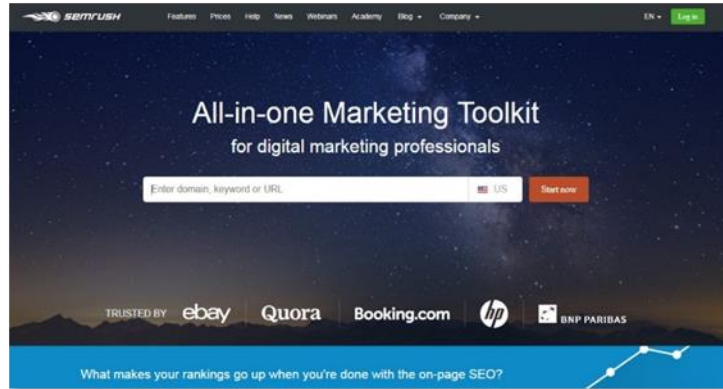 SEMRUSH Features Prices Help News Webinars Academy Blog Company EN Log in
All-in-one Marketing Toolkit
for digital marketing professionals
Enter domain, keyword or URL US Start now
TRUSTED BY ebay Quora Booking.com hp BNP PARIBAS
What makes your rankings go up when you're done with the on-page SEO?